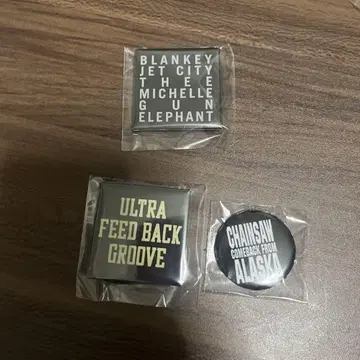 BLANKEY
JET CITY
THEE
MICHELLE
GUN
ELEPHANT
ULTRA
FEED BACK
GROOVE
CHAINSAW
COMEBACK FROM
ALASKA